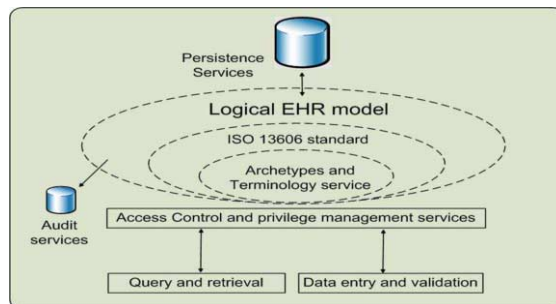 Persistence
Services
Logical EHR model
ISO 13606 standard
Archetypes and
Terminology service
Audit
services
Access Control and privilege management services
Query and retrieval
Data entry and validation